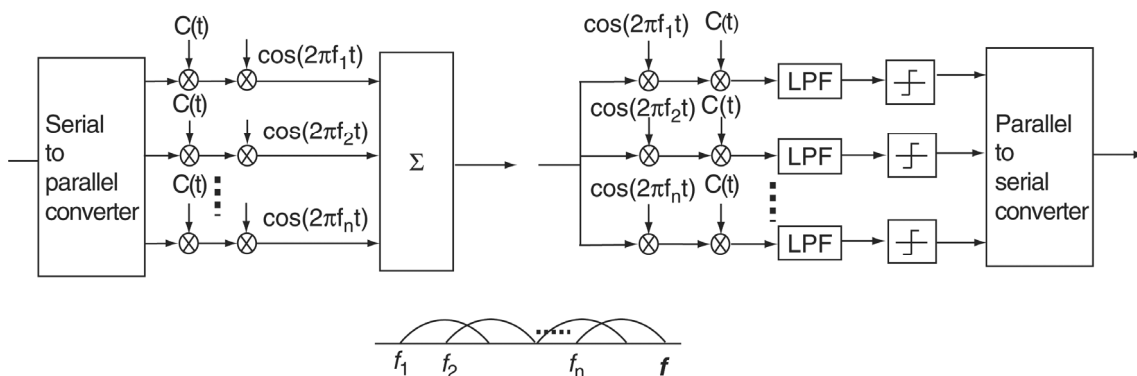 C(t)
cos(2πf₁t)
C(t)
cos(2πf₂t)
C(t)
cos(2πfₙt)
Serial
to
parallel
converter
Σ
cos(2πf₁t)
C(t)
LPF
cos(2πf₂t)
C(t)
LPF
cos(2πfₙt)
C(t)
LPF
Parallel
to
serial
converter
f₁
f₂
fₙ
f